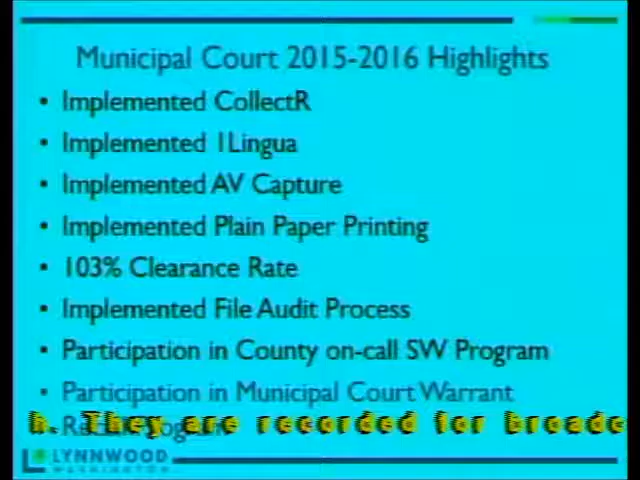 Municipal Court 2015-2016 Highlights
• Implemented CollectR
• Implemented 1Lingua
• Implemented AV Capture
• Implemented Plain Paper Printing
• 103% Clearance Rate
• Implemented File Audit Process
• Participation in County on-call SW Program
• Participation in Municipal Court Warrant
h. They are recorded for broadc
LYNNWOOD
WASHINGTON